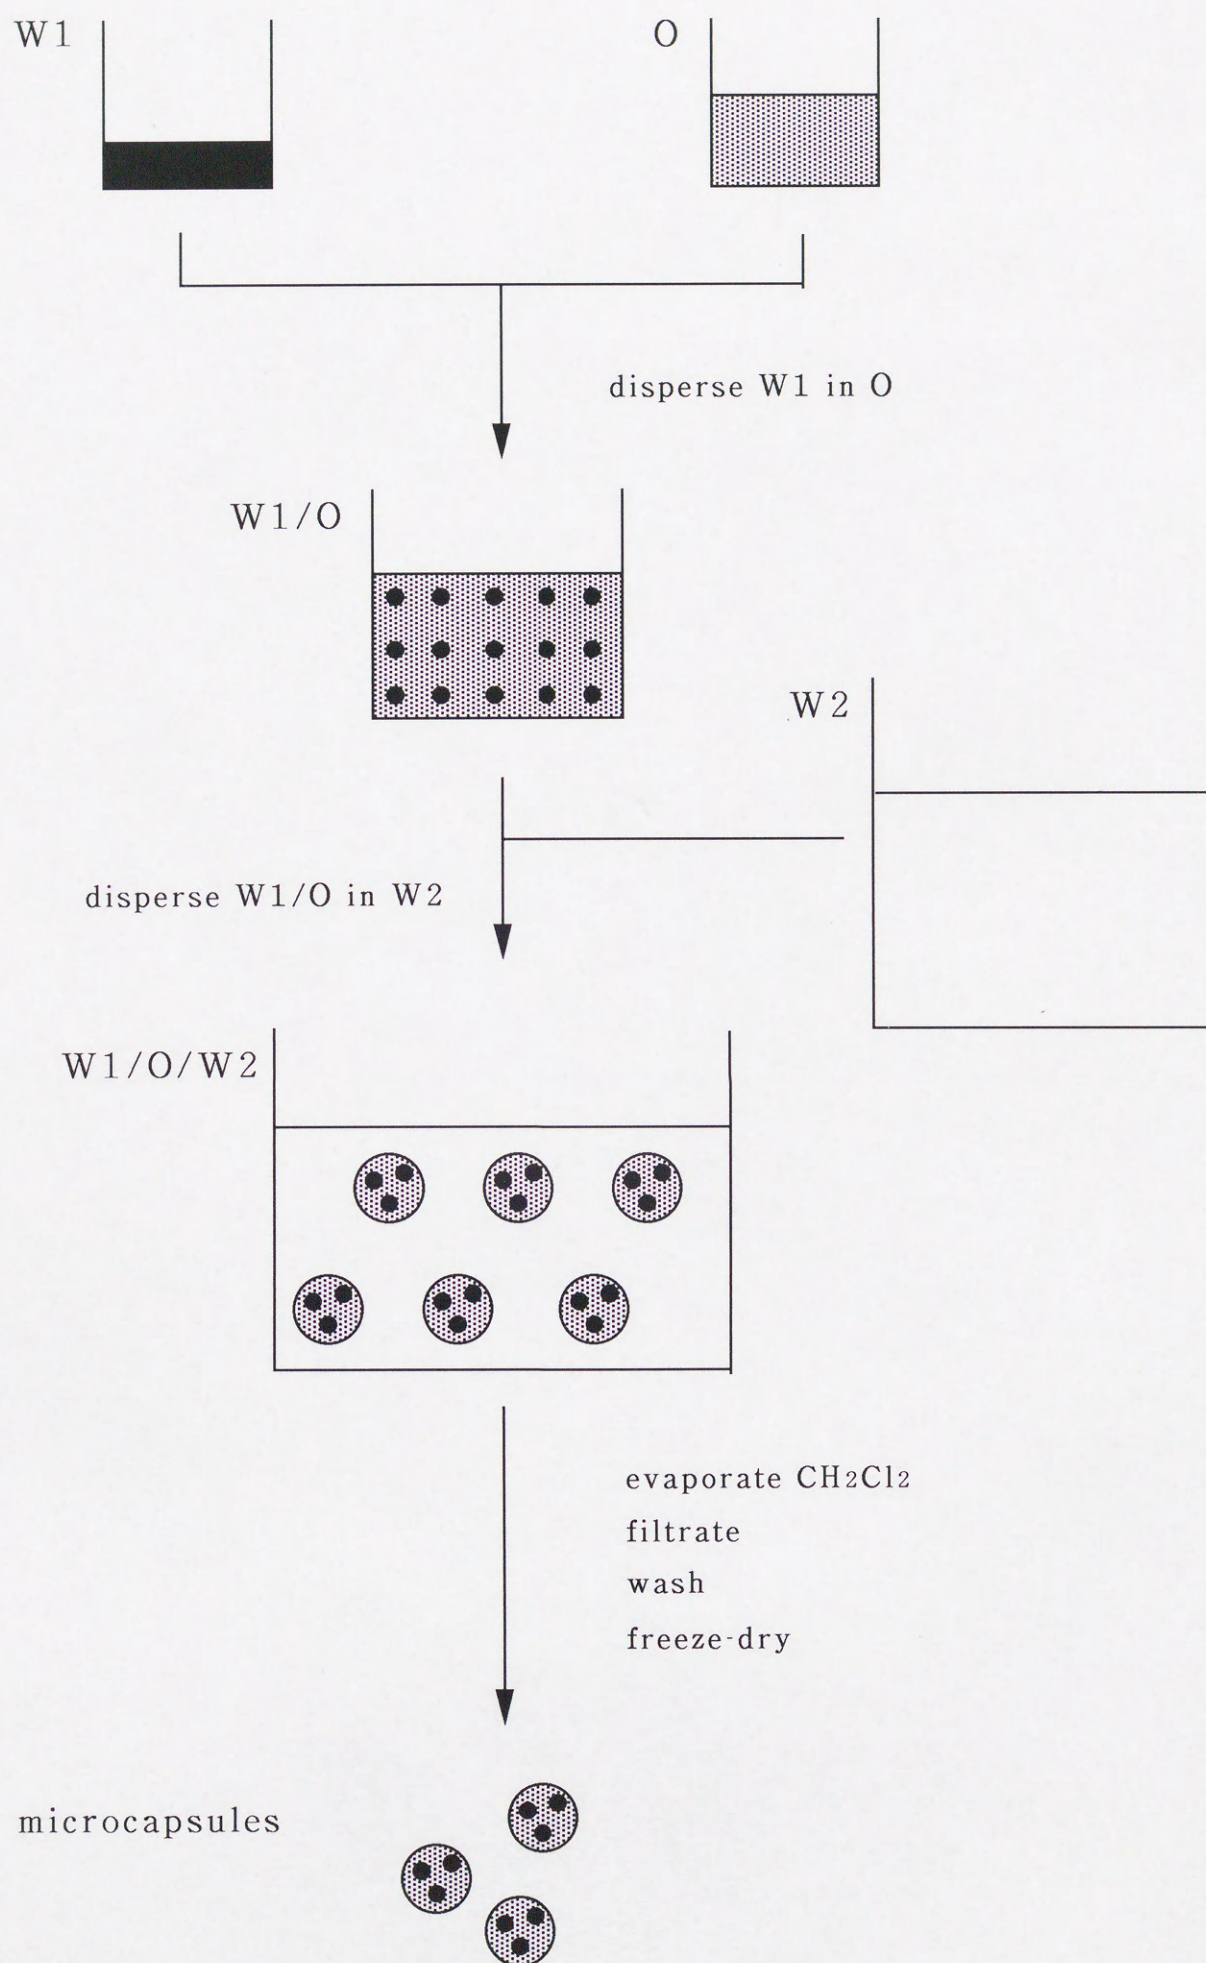 W1
O
disperse W1 in O
W1/O
W2
disperse W1/O in W2
W1/O/W2
evaporate CH2Cl2
filtrate
wash
freeze-dry
microcapsules